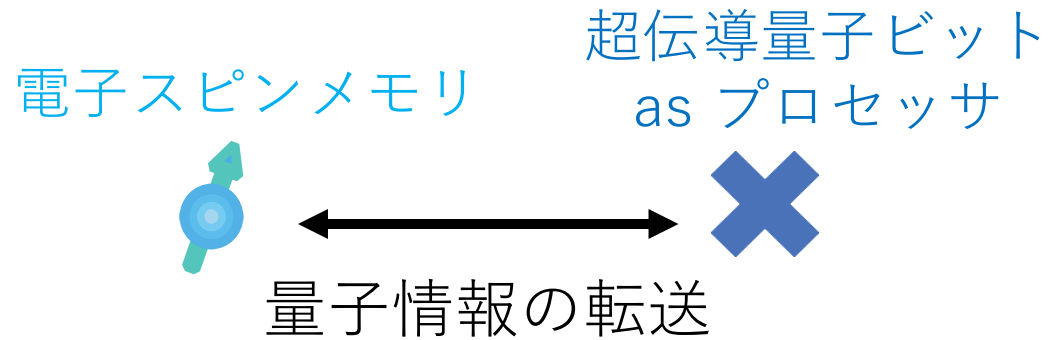 電子スピンメモリ
超伝導量子ビット
as プロセッサ
量子情報の転送